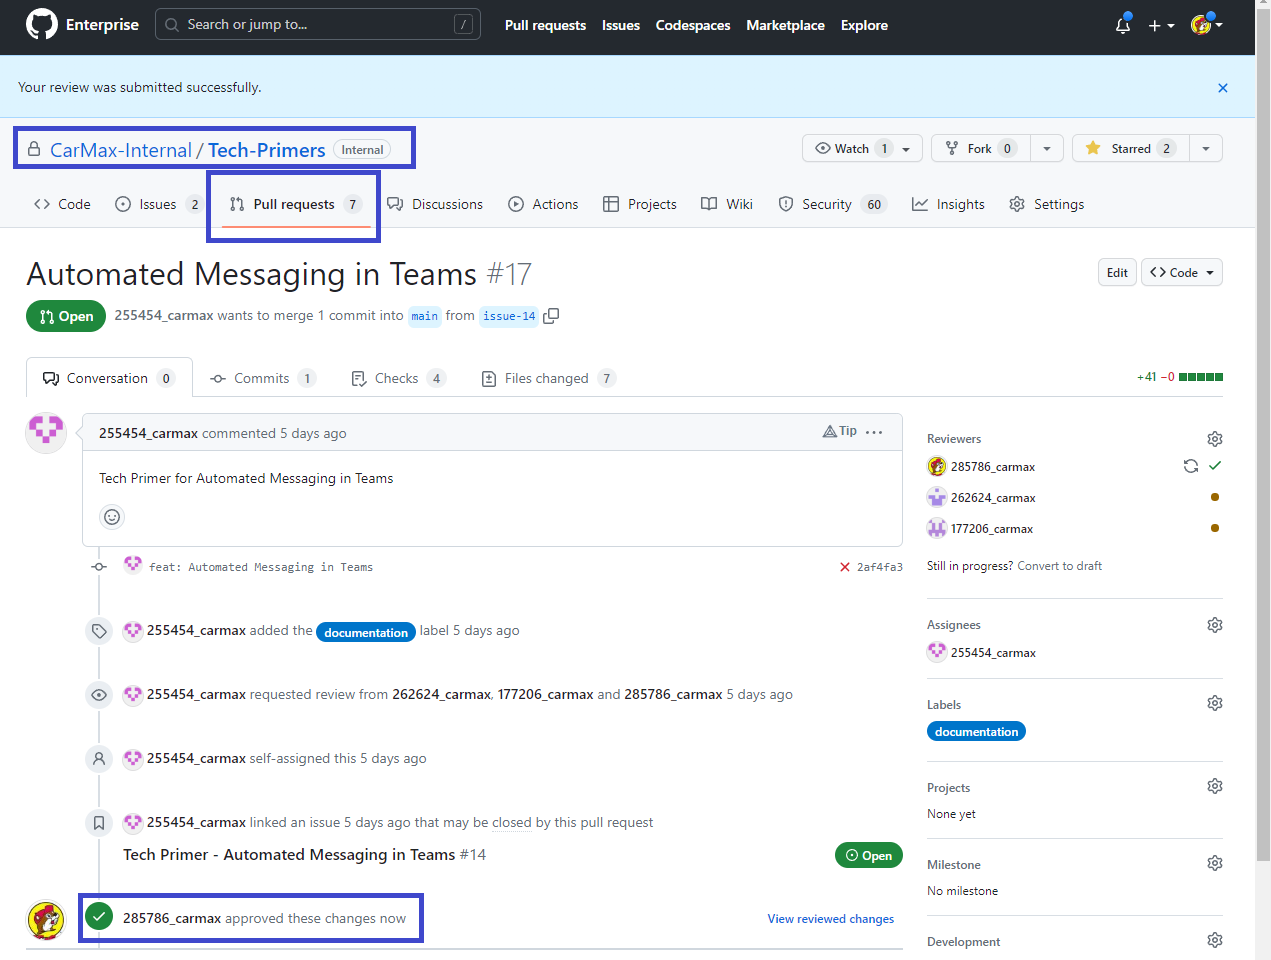 Enterprise Search or jump to... / Pull requests Issues Codespaces Marketplace Explore
Your review was submitted successfully.
CarMax-Internal / Tech-Primers Internal Watch 1 Fork 0 Starred 2
Code Issues 2 Pull requests 7 Discussions Actions Projects Wiki Security 60 Insights Settings
Automated Messaging in Teams #17 Edit Code
Open 255454_carmax wants to merge 1 commit into main from issue-14
Conversation 0 Commits 1 Checks 4 Files changed 7 +41 −0
255454_carmax commented 5 days ago Tip ...
Tech Primer for Automated Messaging in Teams
feat: Automated Messaging in Teams 2af4fa3
255454_carmax added the documentation label 5 days ago
255454_carmax requested review from 262624_carmax, 177206_carmax and 285786_carmax 5 days ago
255454_carmax self-assigned this 5 days ago
255454_carmax linked an issue 5 days ago that may be closed by this pull request
Tech Primer - Automated Messaging in Teams #14 Open
285786_carmax approved these changes now View reviewed changes
Reviewers
285786_carmax
262624_carmax
177206_carmax
Still in progress? Convert to draft
Assignees
255454_carmax
Labels
documentation
Projects
None yet
Milestone
No milestone
Development